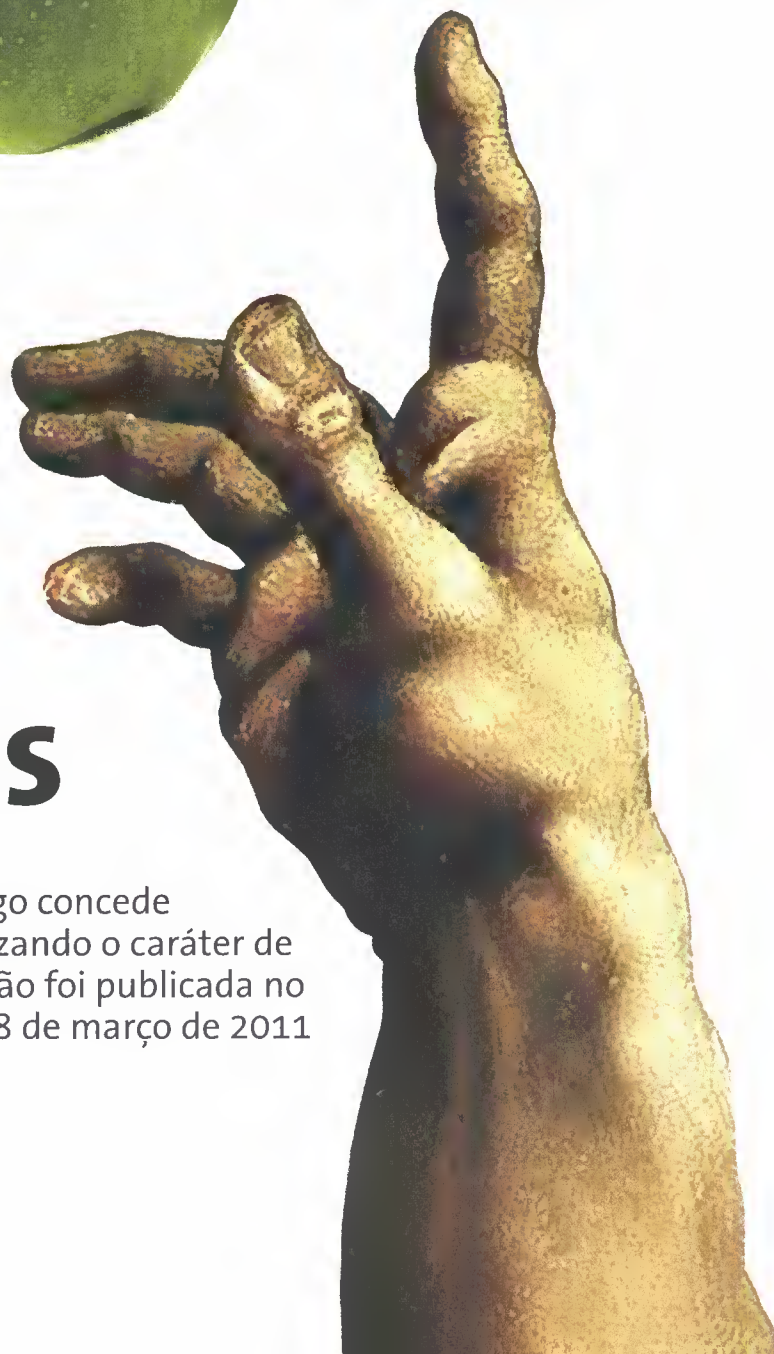 s
go concede
zando o caráter de
ão foi publicada no
8 de março de 2011